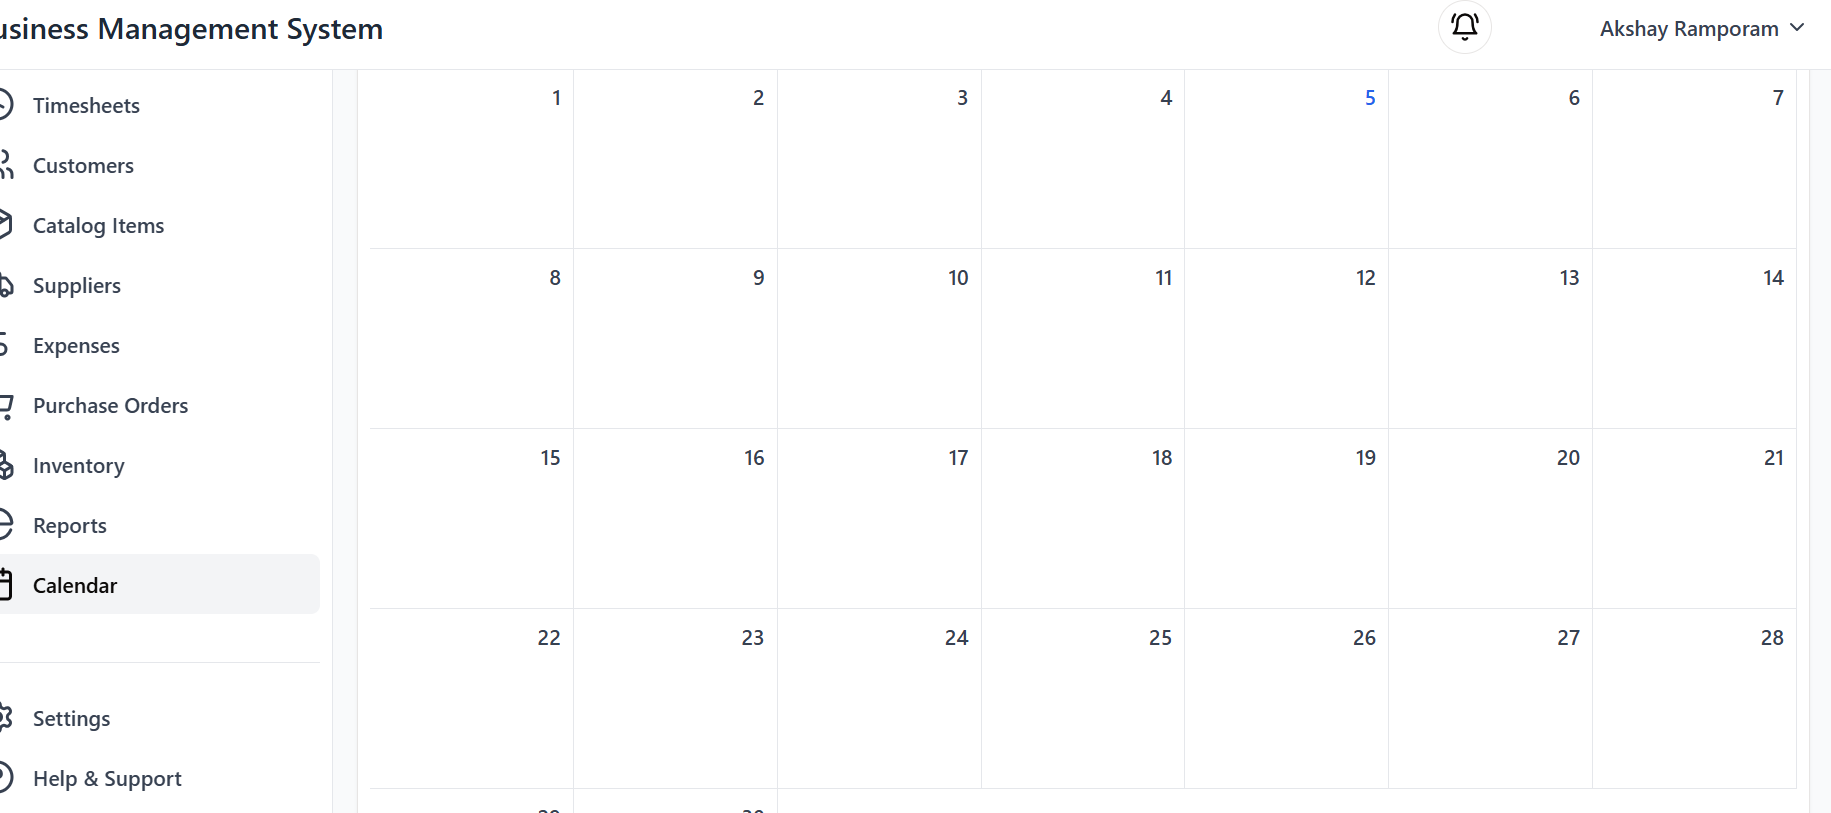 usiness Management System
Akshay Ramporam
Timesheets
Customers
Catalog Items
Suppliers
Expenses
Purchase Orders
Inventory
Reports
Calendar
Settings
Help & Support
1 2 3 4 5 6 7
8 9 10 11 12 13 14
15 16 17 18 19 20 21
22 23 24 25 26 27 28